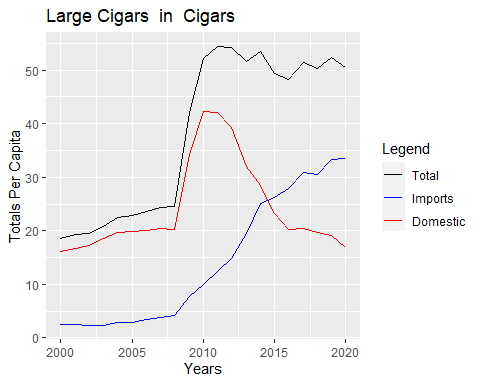 Large Cigars  in  Cigars
Totals Per Capita
50
40
30
20
10
0
2000
2005
2010
2015
2020
Years
Legend
Total
Imports
Domestic